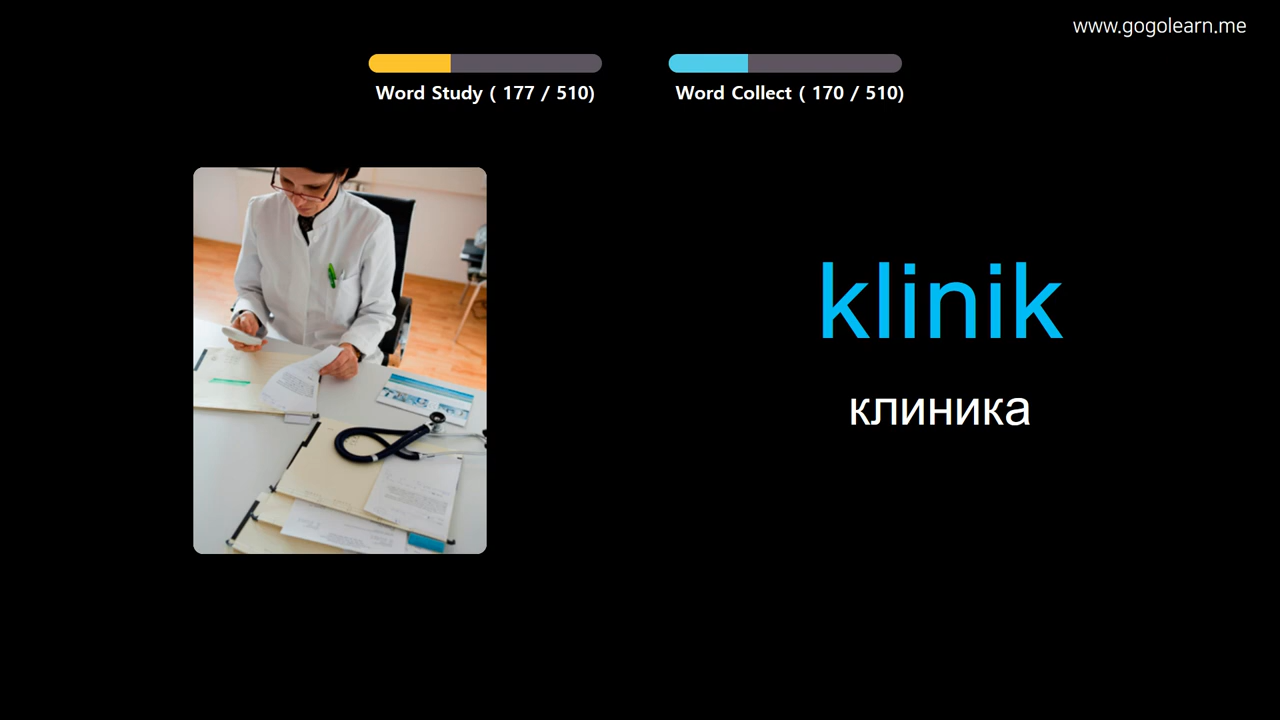 www.gogolearn.me
Word Study ( 177 / 510)
Word Collect ( 170 / 510)
klinik
клиника